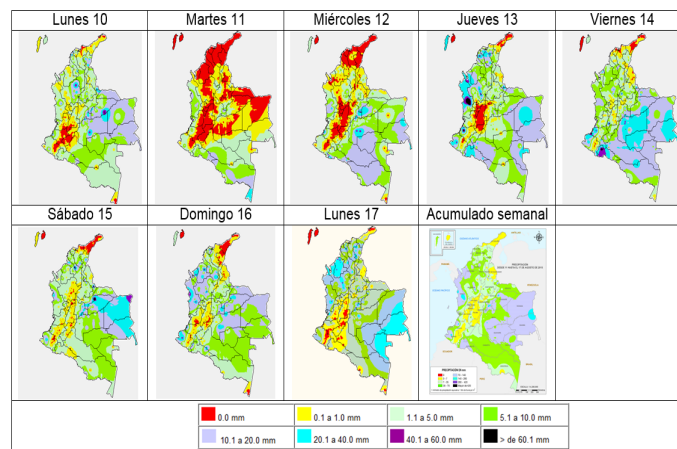 Lunes 10
Martes 11
Miércoles 12
Jueves 13
Viernes 14
Sábado 15
Domingo 16
Lunes 17
Acumulado semanal
0.0 mm
0.1 a 1.0 mm
1.1 a 5.0 mm
5.1 a 10.0 mm
10.1 a 20.0 mm
20.1 a 40.0 mm
40.1 a 60.0 mm
> de 60.1 mm